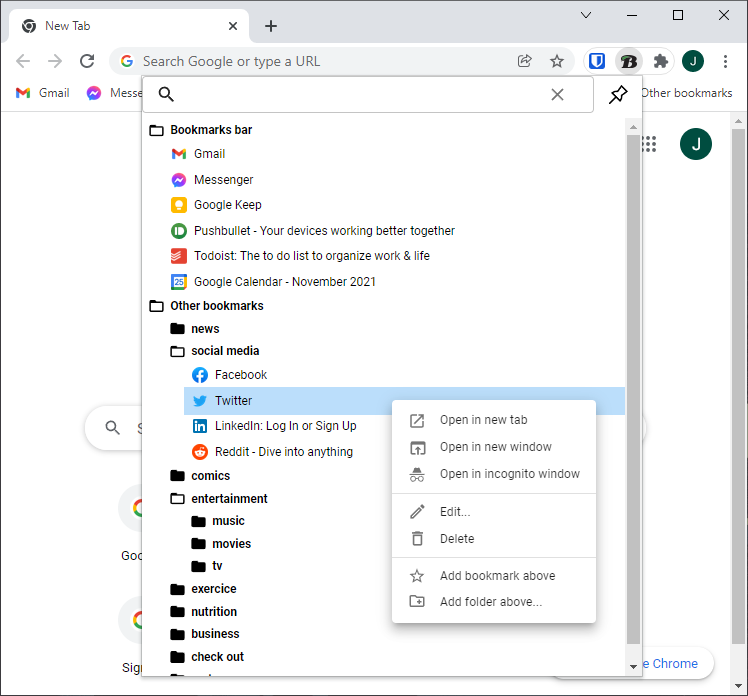 New Tab
Search Google or type a URL
J
Gmail
Messe
Other bookmarks
J
Bookmarks bar
Gmail
Messenger
Google Keep
Pushbullet - Your devices working better together
Todoist: The to do list to organize work & life
25
Google Calendar - November 2021
Other bookmarks
news
social media
Facebook
Twitter
LinkedIn: Log In or Sign Up
Reddit - Dive into anything
comics
entertainment
music
movies
tv
exercice
nutrition
business
check out
Open in new tab
Open in new window
Open in incognito window
Edit...
Delete
Add bookmark above
Add folder above...
S
Goo
Sign
e Chrome